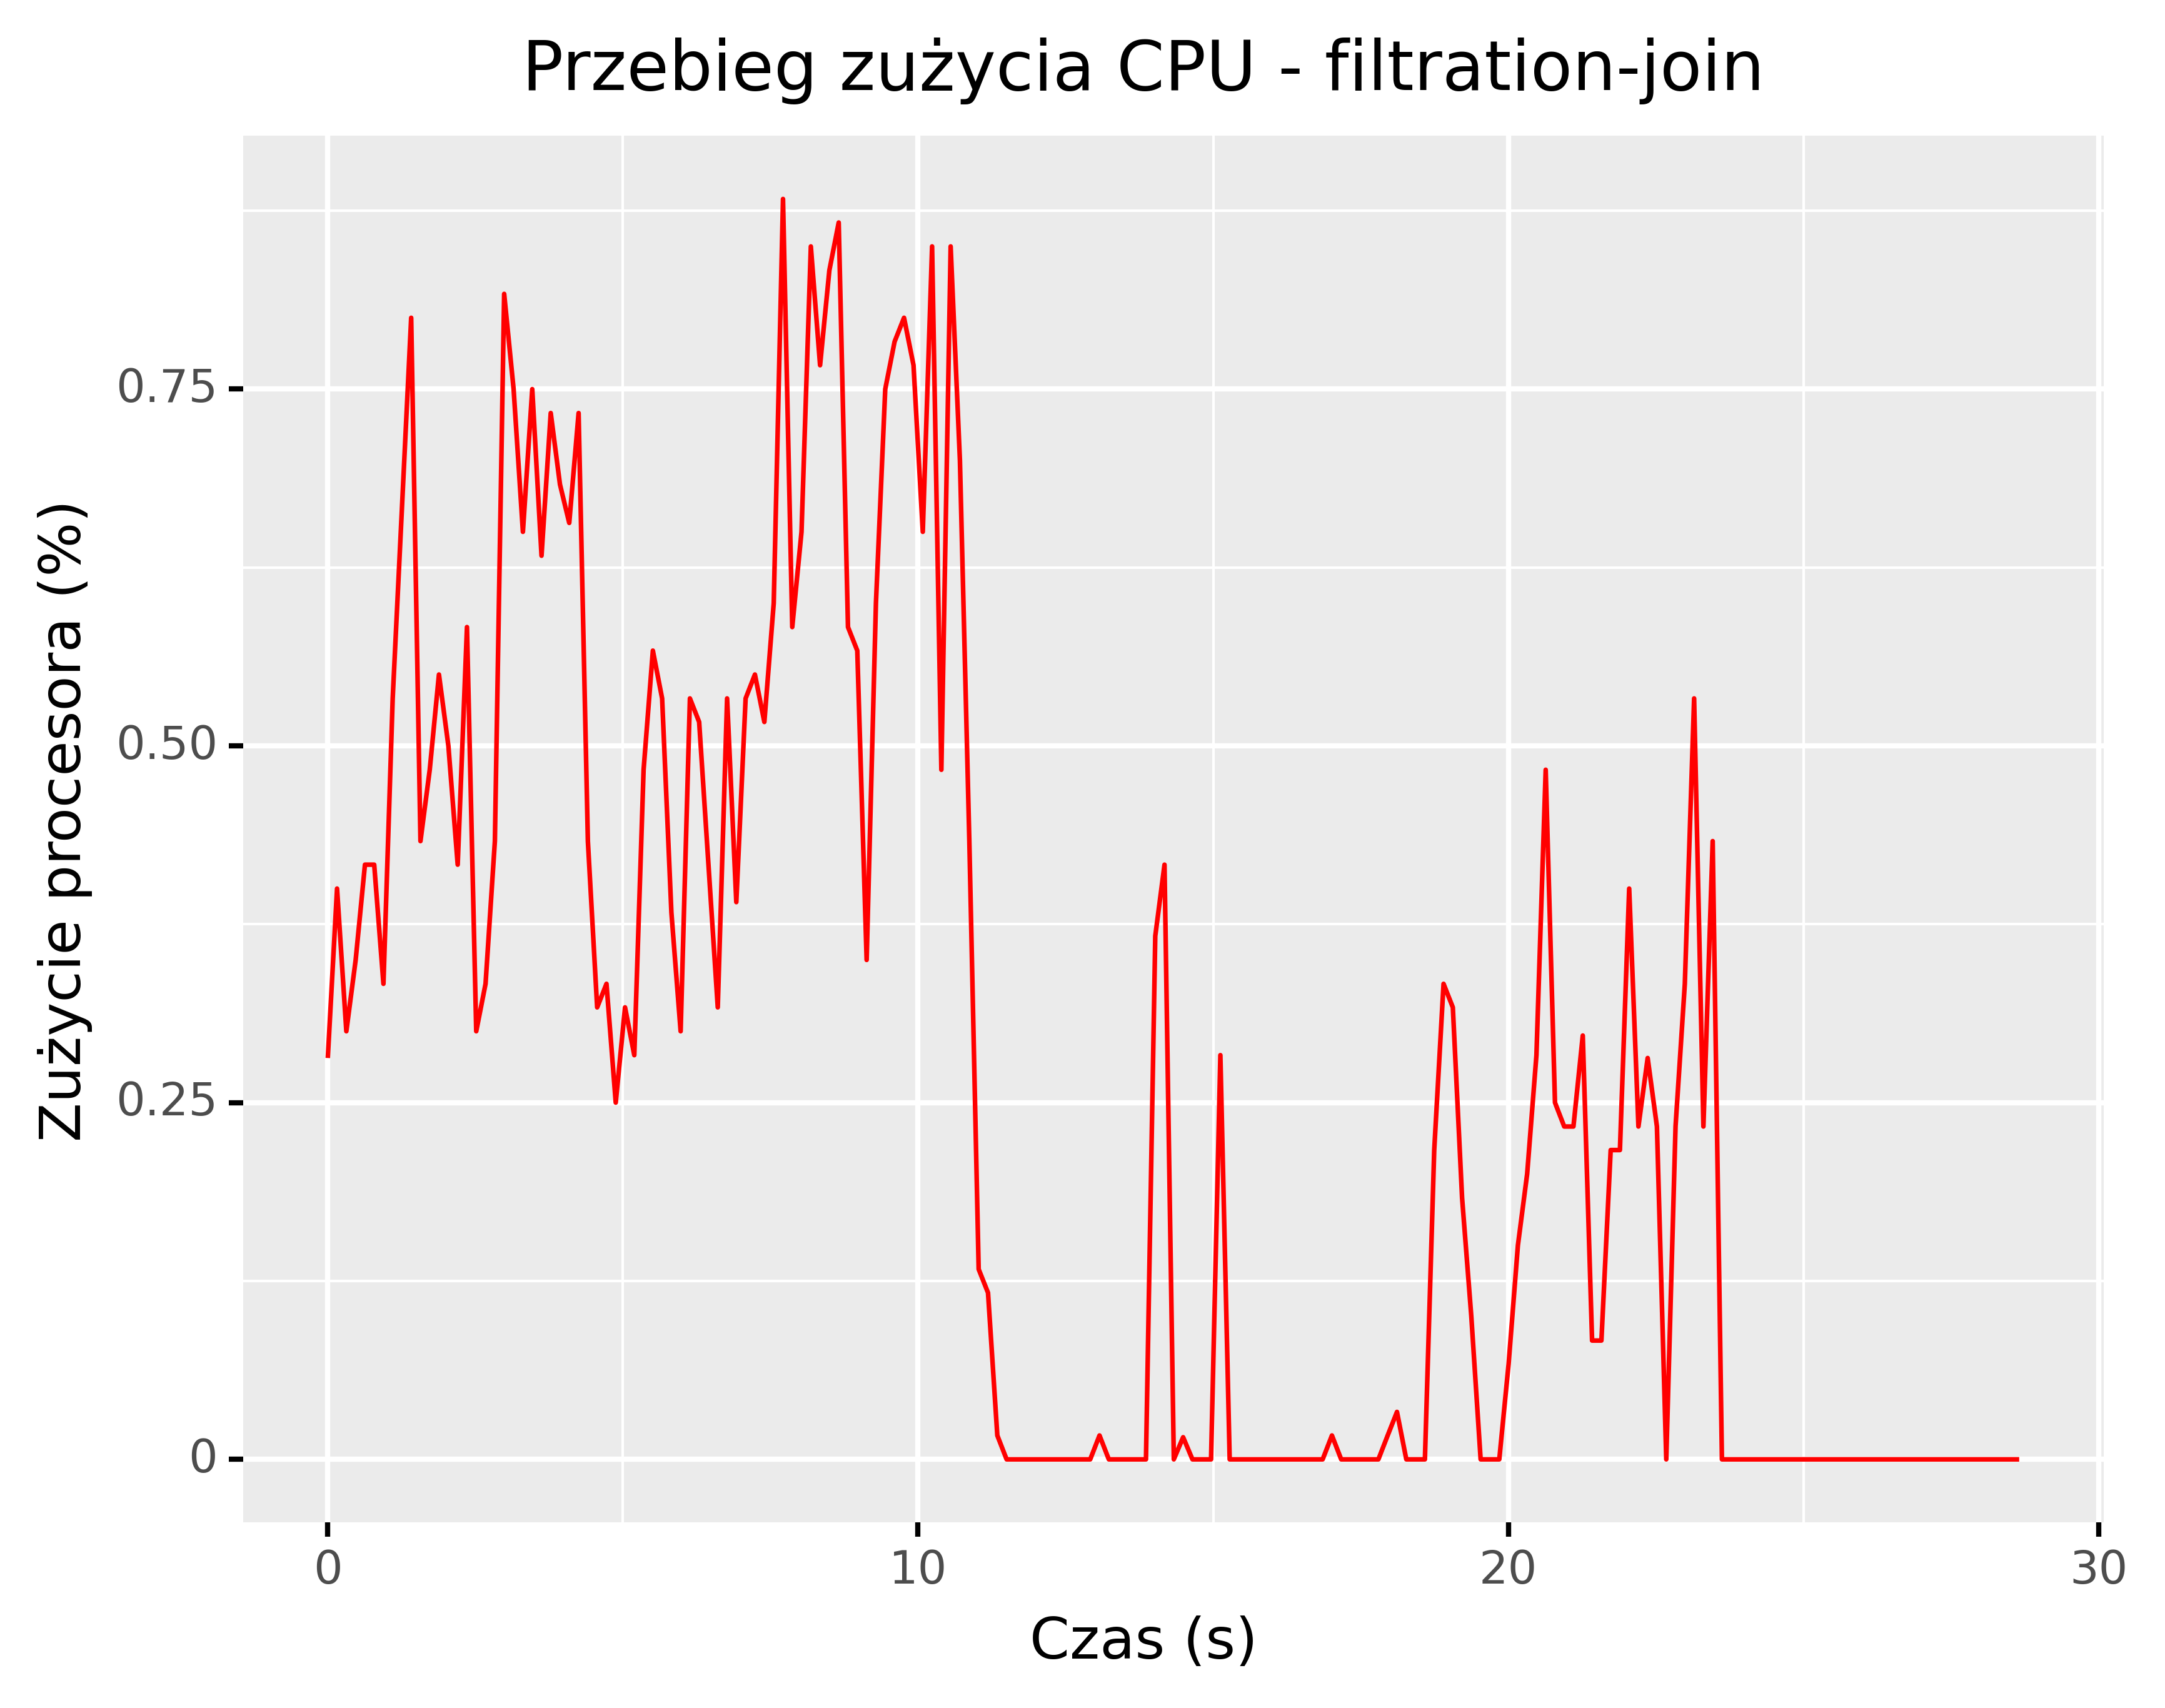 Przebieg zużycia CPU - filtration-join
Zużycie procesora (%)
0.75
0.50
0.25
0
0 10 20 30
Czas (s)